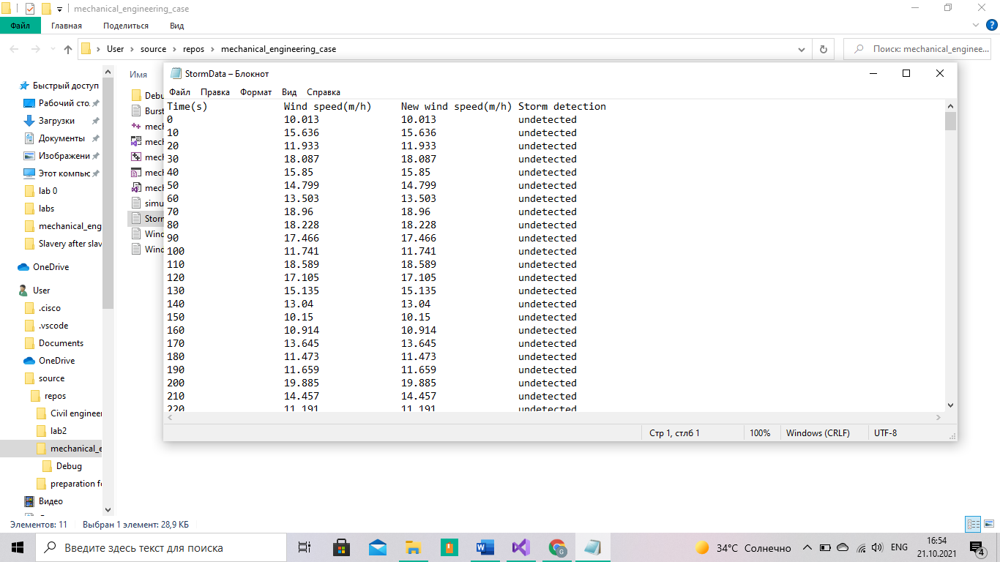 mechanical_engineering_case
Файл Главная Поделиться Вид
User source repos mechanical_engineering_case
Поиск: mechanical_enginee...
Быстрый доступ
Рабочий сто.
Загрузки
Документы
Изображени
Этот компьк
lab 0
labs
mechanical_eng
Slavery after slav
OneDrive
User
.cisco
.vscode
Documents
OneDrive
source
repos
Civil engineer
lab2
mechanical_e
Debug
preparation fo
Видео
Имя
Debu
Burst
mech
mech
mech
mech
mech
simu
Storm
Wind
Wind
StormData – Блокнот
Файл Правка Формат Вид Справка
Time(s) Wind speed(m/h) New wind speed(m/h) Storm detection
0 10.013 10.013 undetected
10 15.636 15.636 undetected
20 11.933 11.933 undetected
30 18.087 18.087 undetected
40 15.85 15.85 undetected
50 14.799 14.799 undetected
60 13.503 13.503 undetected
70 18.96 18.96 undetected
80 18.228 18.228 undetected
90 17.466 17.466 undetected
100 11.741 11.741 undetected
110 18.589 18.589 undetected
120 17.105 17.105 undetected
130 15.135 15.135 undetected
140 13.04 13.04 undetected
150 10.15 10.15 undetected
160 10.914 10.914 undetected
170 13.645 13.645 undetected
180 11.473 11.473 undetected
190 11.659 11.659 undetected
200 19.885 19.885 undetected
210 14.457 14.457 undetected
220 11.191 11.191 undetected
Стр 1, стлб 1 100% Windows (CRLF) UTF-8
Элементов: 11 Выбран 1 элемент: 28,9 КБ
Введите здесь текст для поиска
34°C Солнечно
ENG
16:54
21.10.2021
4